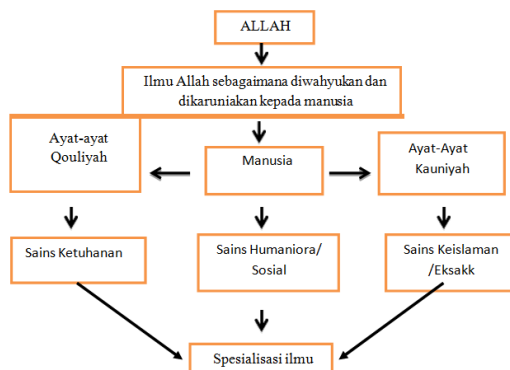 ALLAH
Ilmu Allah sebagaimana diwahyukan dan
dikaruniakan kepada manusia
Ayat-ayat
Qouliyah
Manusia
Ayat-Ayat
Kauniyah
Sains Ketuhanan
Sains Humaniora/
Sosial
Sains Keislaman
/Eksakk
Spesialisasi ilmu